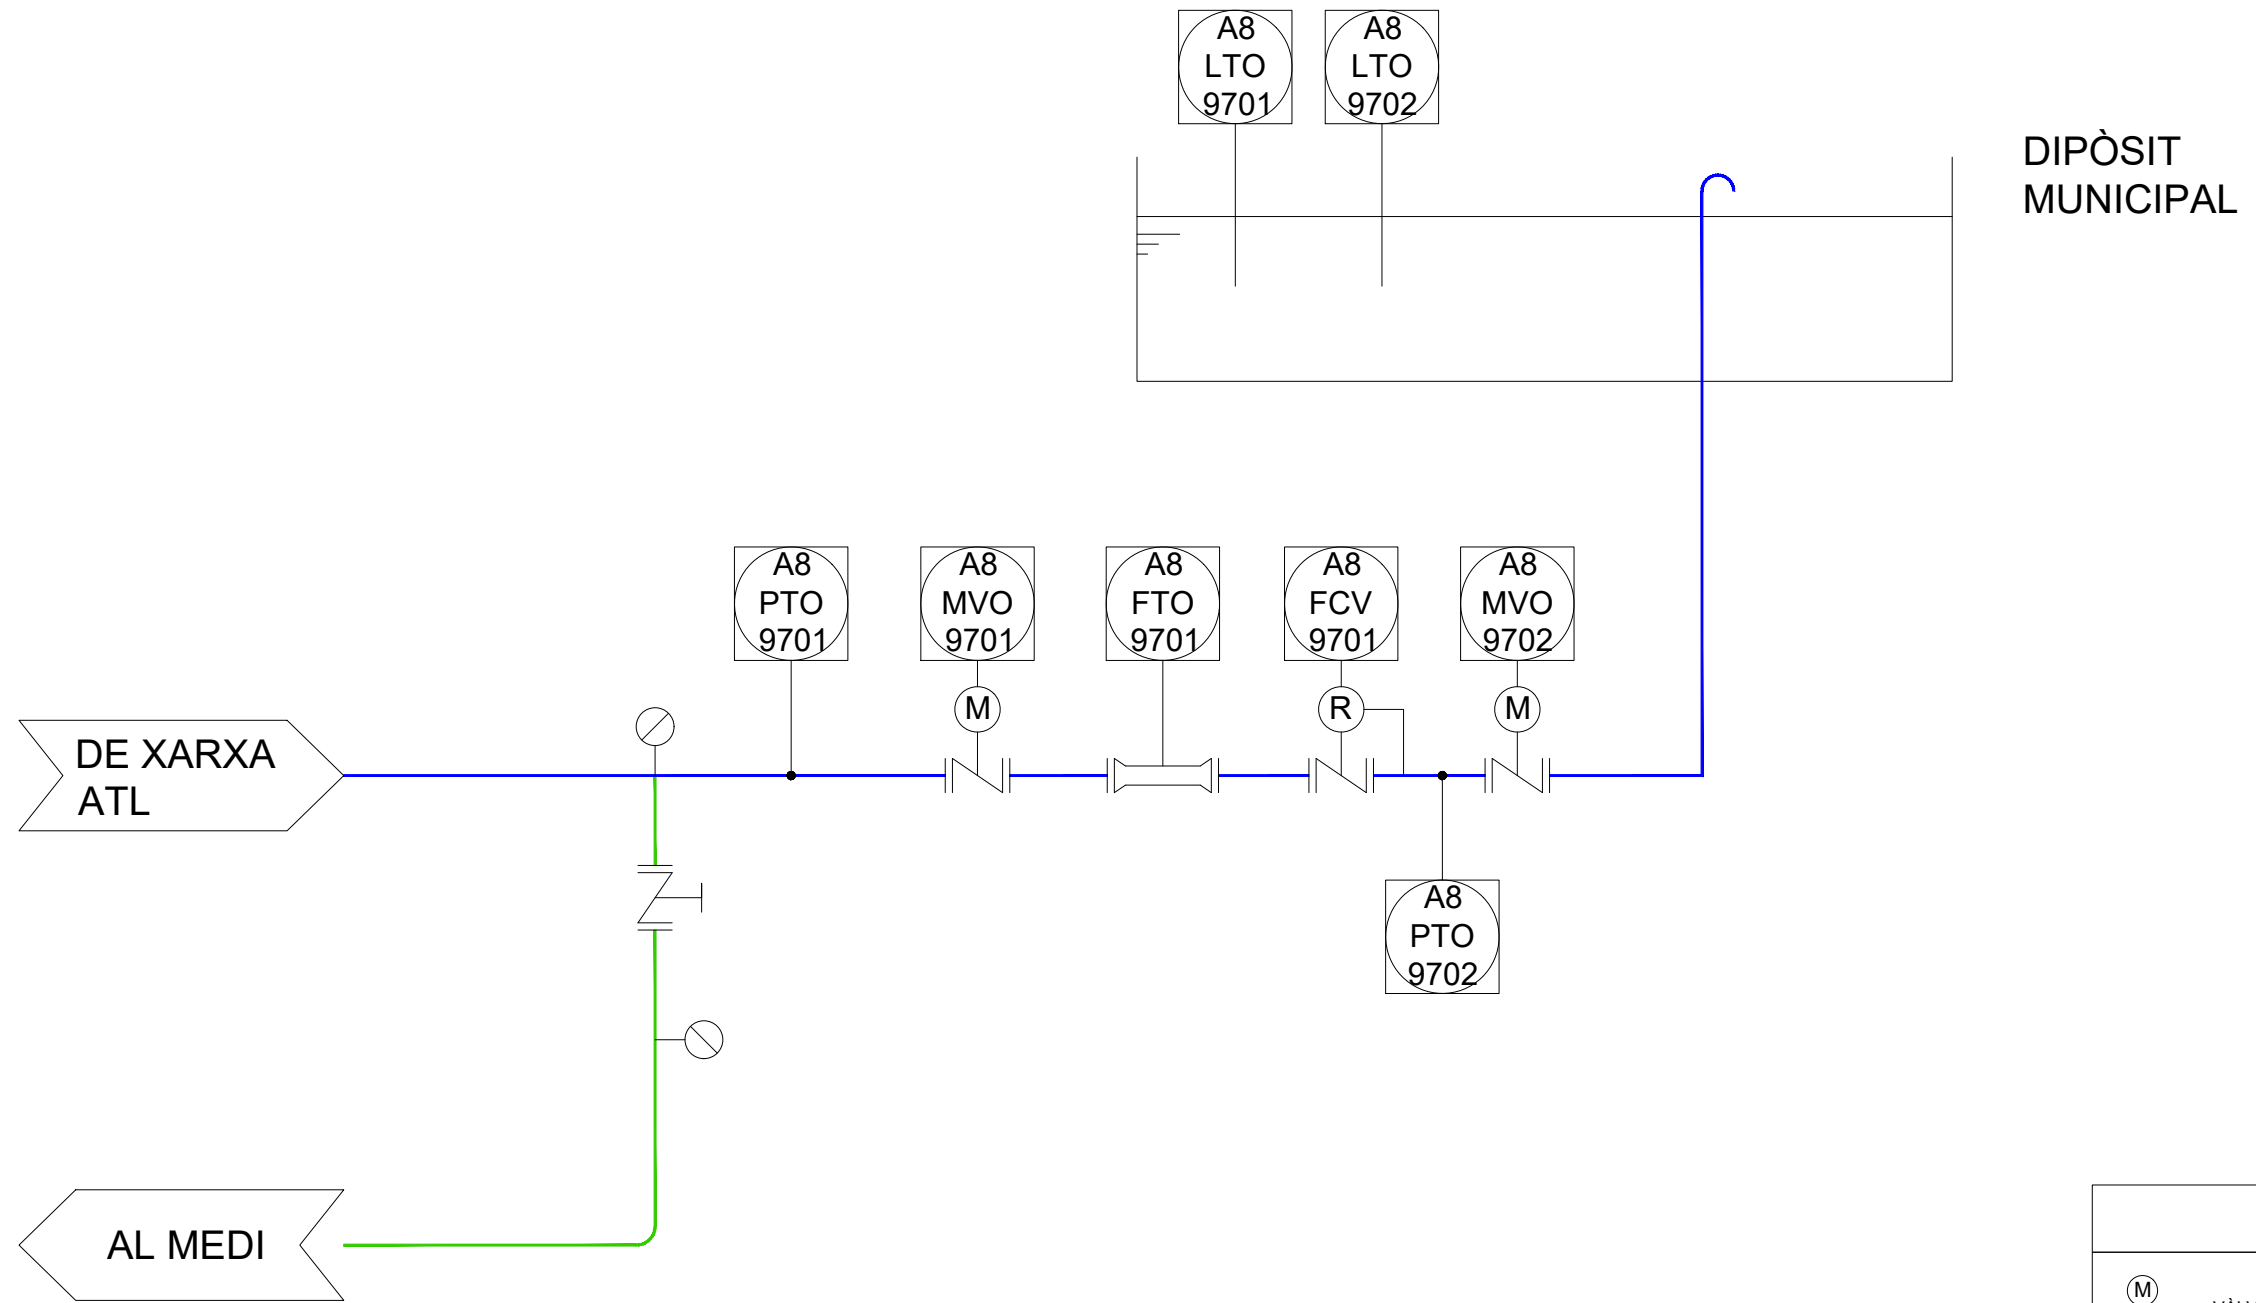 A8
LTO
9701
A8
LTO
9702
DIPÒSIT
MUNICIPAL
A8
PTO
9701
A8
MVO
9701
A8
FTO
9701
A8
FCV
9701
A8
MVO
9702
M
R
M
DE XARXA
ATL
A8
PTO
9702
AL MEDI
M